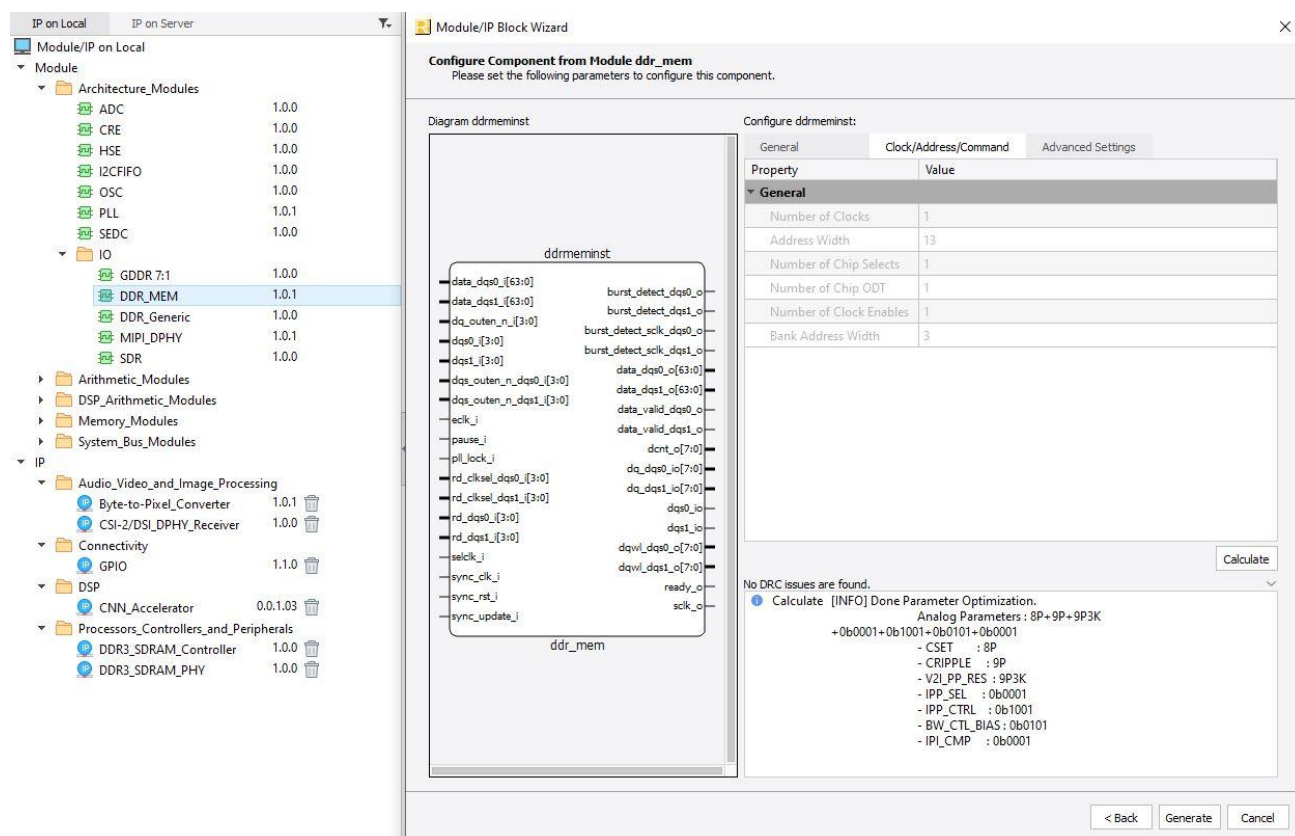 IP on Local IP on Server
Module/IP on Local
Module
Architecture_Modules
ADC 1.0.0
CRE 1.0.0
HSE 1.0.0
I2CFIFO 1.0.0
OSC 1.0.0
PLL 1.0.1
SEDC 1.0.0
IO
GDDR 7:1 1.0.0
DDR_MEM 1.0.1
DDR_Generic 1.0.0
MIPI_DPHY 1.0.1
SDR 1.0.0
Arithmetic_Modules
DSP_Arithmetic_Modules
Memory_Modules
System_Bus_Modules
IP
Audio_Video_and_Image_Processing
Byte-to-Pixel_Converter 1.0.1
CSI-2/DSI_DPHY_Receiver 1.0.0
Connectivity
GPIO 1.1.0
DSP
CNN_Accelerator 0.0.1.03
Processors_Controllers_and_Peripherals
DDR3_SDRAM_Controller 1.0.0
DDR3_SDRAM_PHY 1.0.0
Module/IP Block Wizard
Configure Component from Module ddr_mem
Please set the following parameters to configure this component.
Diagram ddrmeminst
ddrmeminst
data_dqs0_i[63:0]
data_dqs1_i[63:0]
dq_outen_n_i[3:0]
dqs0_i[3:0]
dqs1_i[3:0]
dqs_outen_n_dqs0_i[3:0]
dqs_outen_n_dqs1_i[3:0]
eclk_i
pause_i
pll_lock_i
rd_clksel_dqs0_i[3:0]
rd_clksel_dqs1_i[3:0]
rd_dqs0_i[3:0]
rd_dqs1_i[3:0]
selclk_i
sync_clk_i
sync_rst_i
sync_update_i
burst_detect_dqs0_o
burst_detect_dqs1_o
burst_detect_sclk_dqs0_o
burst_detect_sclk_dqs1_o
data_dqs0_o[63:0]
data_dqs1_o[63:0]
data_valid_dqs0_o
data_valid_dqs1_o
dcnt_o[7:0]
dq_dqs0_io[7:0]
dq_dqs1_io[7:0]
dqs0_io
dqs1_io
dqwl_dqs0_o[7:0]
dqwl_dqs1_o[7:0]
ready_o
sclk_o
ddr_mem
Configure ddrmeminst:
General Clock/Address/Command Advanced Settings
Property Value
General
Number of Clocks 1
Address Width 13
Number of Chip Selects 1
Number of Chip ODT 1
Number of Clock Enables 1
Bank Address Width 3
Calculate
No DRC issues are found.
Calculate [INFO] Done Parameter Optimization.
Analog Parameters : 8P+9P+9P3K
+0b0001+0b1001+0b0101+0b0001
- CSET : 8P
- CRIPPLE : 9P
- V2I_PP_RES : 9P3K
- IPP_SEL : 0b0001
- IPP_CTRL : 0b1001
- BW_CTL_BIAS : 0b0101
- IPI_CMP : 0b0001
< Back Generate Cancel